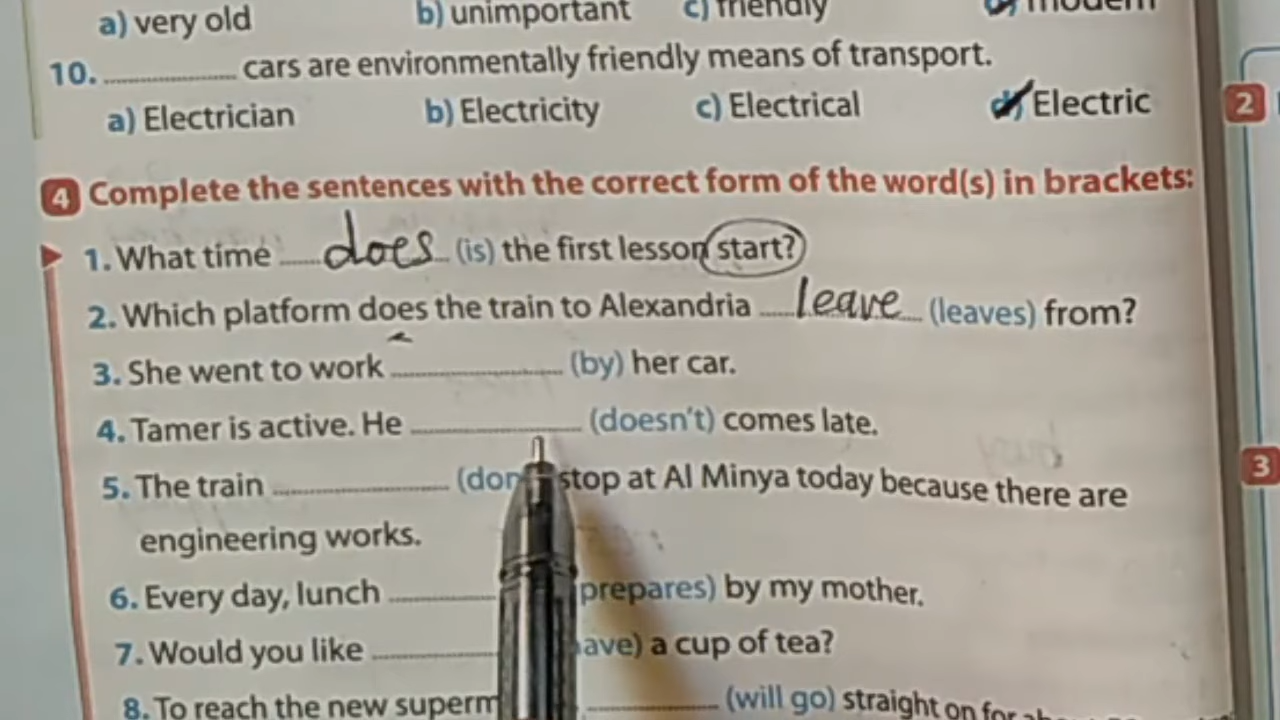 a) very old b) unimportant c) friendly d) modern
10. ............ cars are environmentally friendly means of transport.
a) Electrician b) Electricity c) Electrical d) Electric
2
4 Complete the sentences with the correct form of the word(s) in brackets:
1. What time does (is) the first lesson start?
2. Which platform does the train to Alexandria leave (leaves) from?
3. She went to work ............ (by) her car.
4. Tamer is active. He ............ (doesn't) comes late.
3
5. The train ............ (don stop at Al Minya today because there are
engineering works.
6. Every day, lunch ............ prepares) by my mother.
7. Would you like ............ ave) a cup of tea?
8. To reach the new superm ............ (will go) straight on for